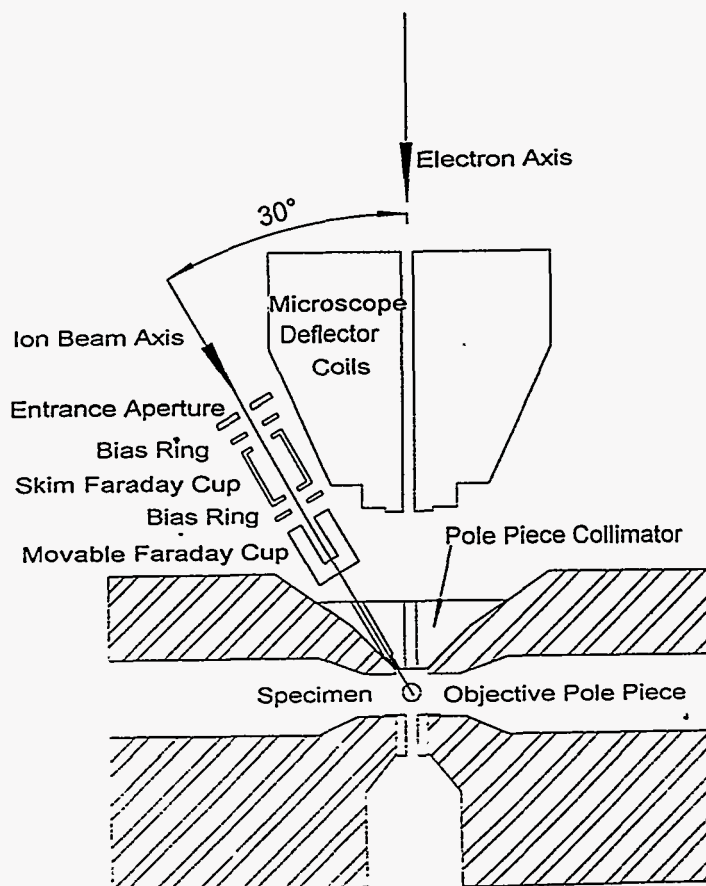 Electron Axis
30°
Microscope
Deflector
Coils
Ion Beam Axis
Entrance Aperture
Bias Ring
Skim Faraday Cup
Bias Ring
Movable Faraday Cup
Pole Piece Collimator
Specimen
Objective Pole Piece